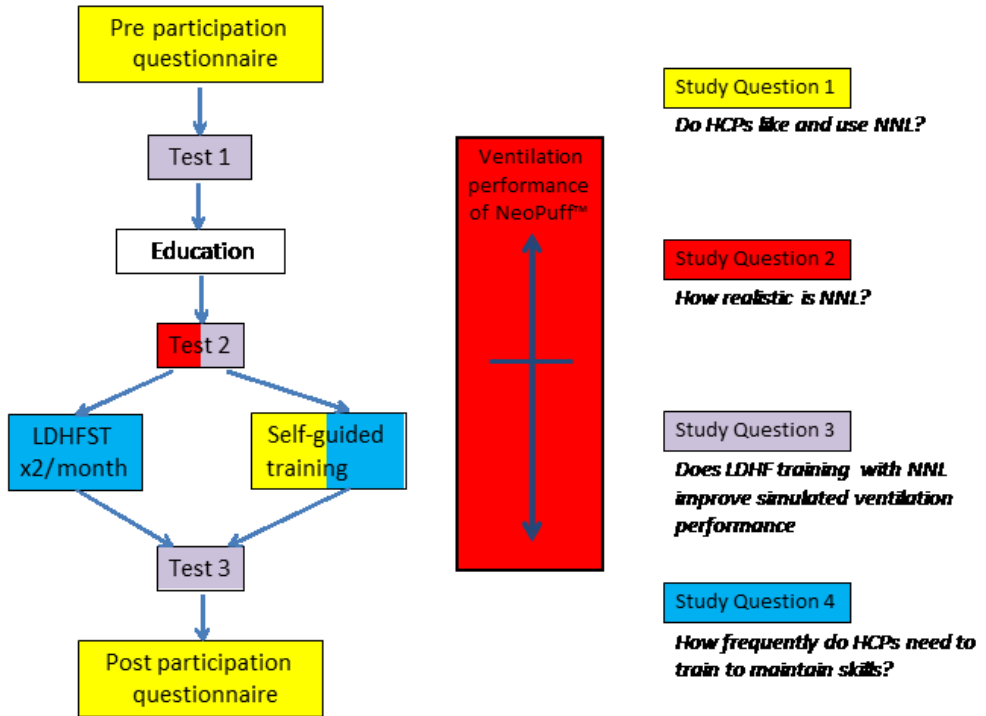 Pre participation
questionnaire
Test 1
Education
Test 2
LDHFST
x2/month
Self-guided
training
Test 3
Post participation
questionnaire
Ventilation
performance
of NeoPuff™
Study Question 1
Do HCPs like and use NNL?
Study Question 2
How realistic is NNL?
Study Question 3
Does LDHF training with NNL
improve simulated ventilation
performance
Study Question 4
How frequently do HCPs need to
train to maintain skills?